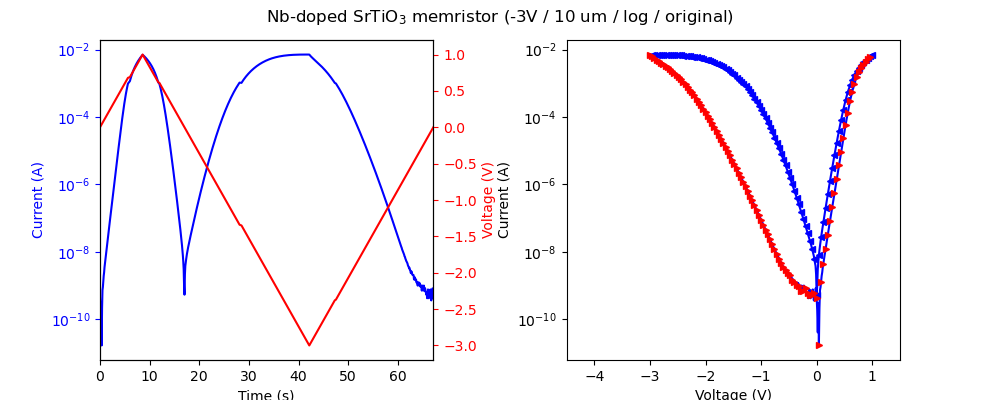 Nb-doped SrTiO₃ memristor (-3V / 10 um / log / original)
Current (A)
10⁻²
10⁻⁴
10⁻⁶
10⁻⁸
10⁻¹⁰
0 10 20 30 40 50 60
Time (s)
1.0
0.5
0.0
−0.5
−1.0
−1.5
−2.0
−2.5
−3.0
Voltage (V)
Current (A)
10⁻²
10⁻⁴
10⁻⁶
10⁻⁸
10⁻¹⁰
−4 −3 −2 −1 0 1
Voltage (V)